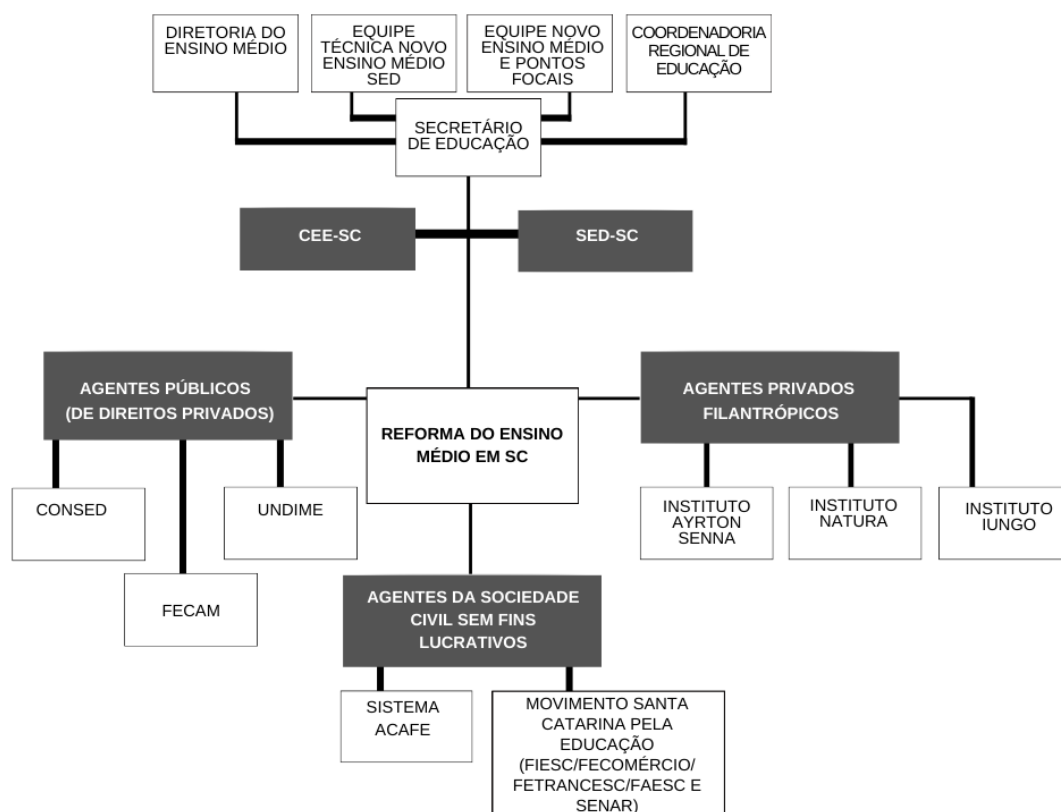 DIRETORIA DO
ENSINO MÉDIO
EQUIPE
TÉCNICA NOVO
ENSINO MÉDIO
SED
EQUIPE NOVO
ENSINO MÉDIO
E PONTOS
FOCAIS
COORDENADORIA
REGIONAL DE
EDUCAÇÃO
SECRETÁRIO
DE EDUCAÇÃO
CEE-SC
SED-SC
AGENTES PÚBLICOS
(DE DIREITOS PRIVADOS)
REFORMA DO ENSINO
MÉDIO EM SC
AGENTES PRIVADOS
FILANTRÓPICOS
CONSED
FECAM
UNDIME
INSTITUTO
AYRTON
SENNA
INSTITUTO
NATURA
INSTITUTO
IUNGO
AGENTES DA SOCIEDADE
CIVIL SEM FINS
LUCRATIVOS
SISTEMA
ACAFE
MOVIMENTO SANTA
CATARINA PELA
EDUCAÇÃO
(FIESC/FECOMÉRCIO/
FETRANCESC/FAESC E
SENAR)